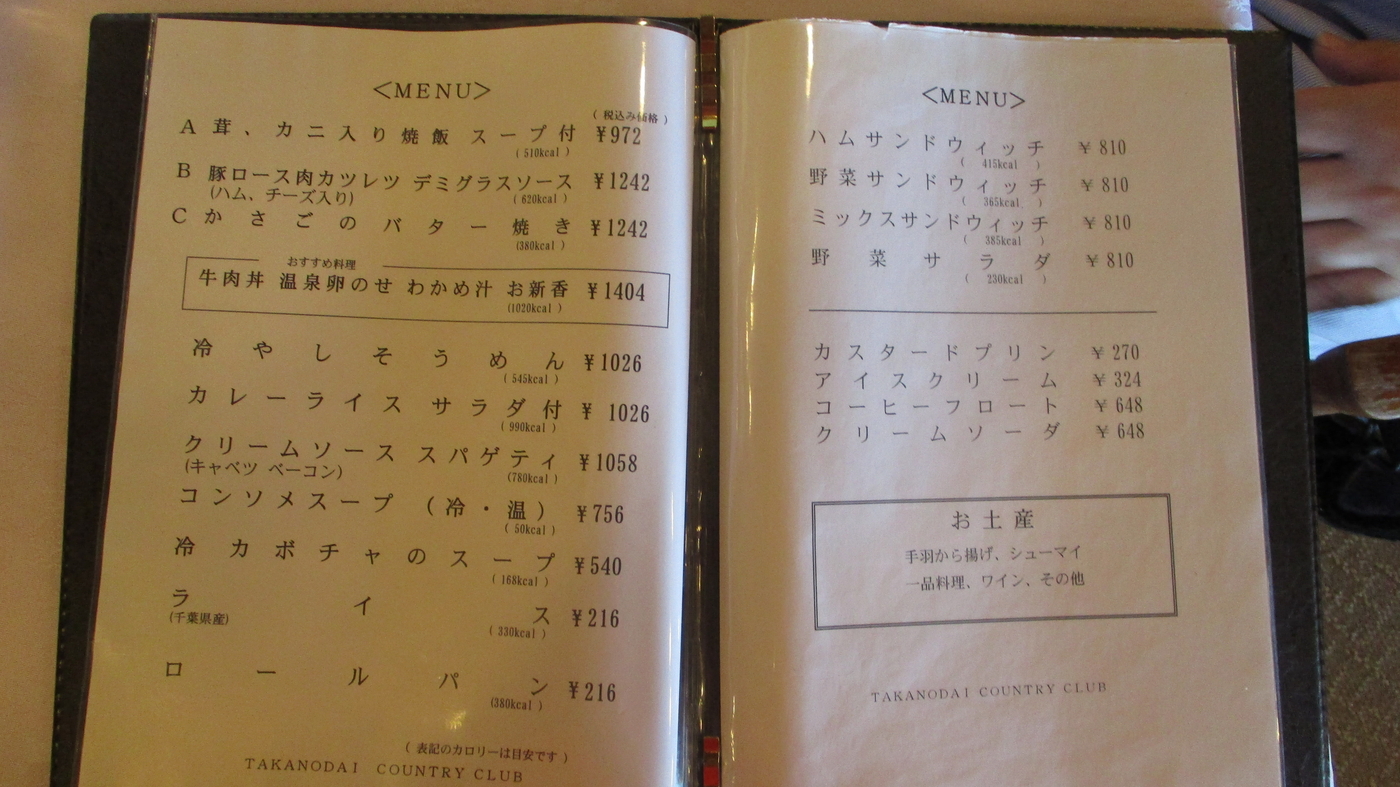 <MENU>
(税込み価格)
A 茸、カニ入り焼飯 スープ付 ¥972
(510kcal)
B 豚ロース肉カツレツ デミグラスソース ¥1242
(ハム、チーズ入り) (620kcal)
C かさごのバター焼き ¥1242
(380kcal)
おすすめ料理
牛肉丼 温泉卵のせ わかめ汁 お新香 ¥1404
(1020kcal)
冷やしそうめん ¥1026
(545kcal)
カレーライス サラダ付 ¥1026
(990kcal)
クリームソース スパゲティ ¥1058
(キャベツ ベーコン) (780kcal)
コンソメスープ (冷・温) ¥756
(50kcal)
冷カボチャのスープ ¥540
(168kcal)
ライス ¥216
(千葉県産) (330kcal)
ロールパン ¥216
(380kcal)
(表記のカロリーは目安です)
TAKANODAI COUNTRY CLUB
<MENU>
ハムサンドウィッチ ¥810
(415kcal)
野菜サンドウィッチ ¥810
(365kcal)
ミックスサンドウィッチ ¥810
(385kcal)
野菜サラダ ¥810
(230kcal)
カスタードプリン ¥270
アイスクリーム ¥324
コーヒーフロート ¥648
クリームソーダ ¥648
お土産
手羽から揚げ、シューマイ
一品料理、ワイン、その他
TAKANODAI COUNTRY CLUB